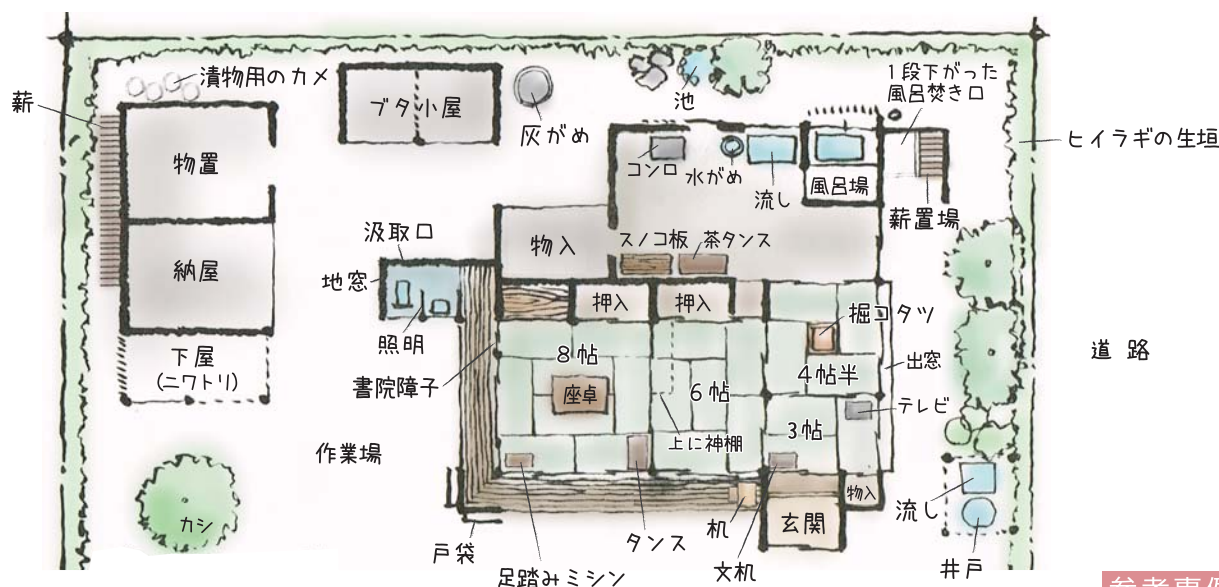 漬物用のカメ
薪
ブタ小屋
灰がめ
池
1段下がった
風呂焚き口
ヒイラギの生垣
物置
コンロ
水がめ
流し
風呂場
薪置場
汲取口
物入
スノコ板
茶タンス
納屋
地窓
押入
押入
掘コタツ
照明
8帖
道路
下屋
(ニワトリ)
書院障子
座卓
6帖
4帖半
出窓
テレビ
3帖
上に神棚
作業場
カシ
物入
流し
机
玄関
戸袋
タンス
文机
井戸
足踏みミシン